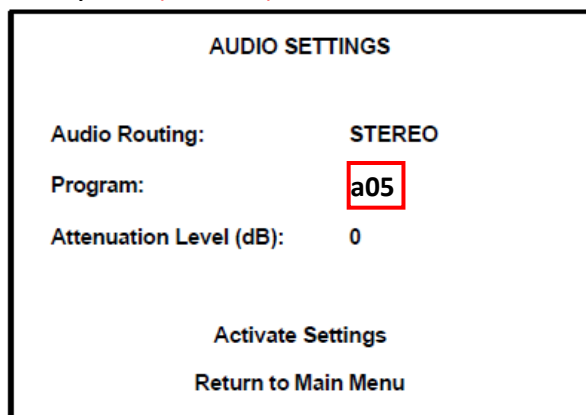 AUDIO SETTINGS
Audio Routing: STEREO
Program: a05
Attenuation Level (dB): 0
Activate Settings
Return to Main Menu